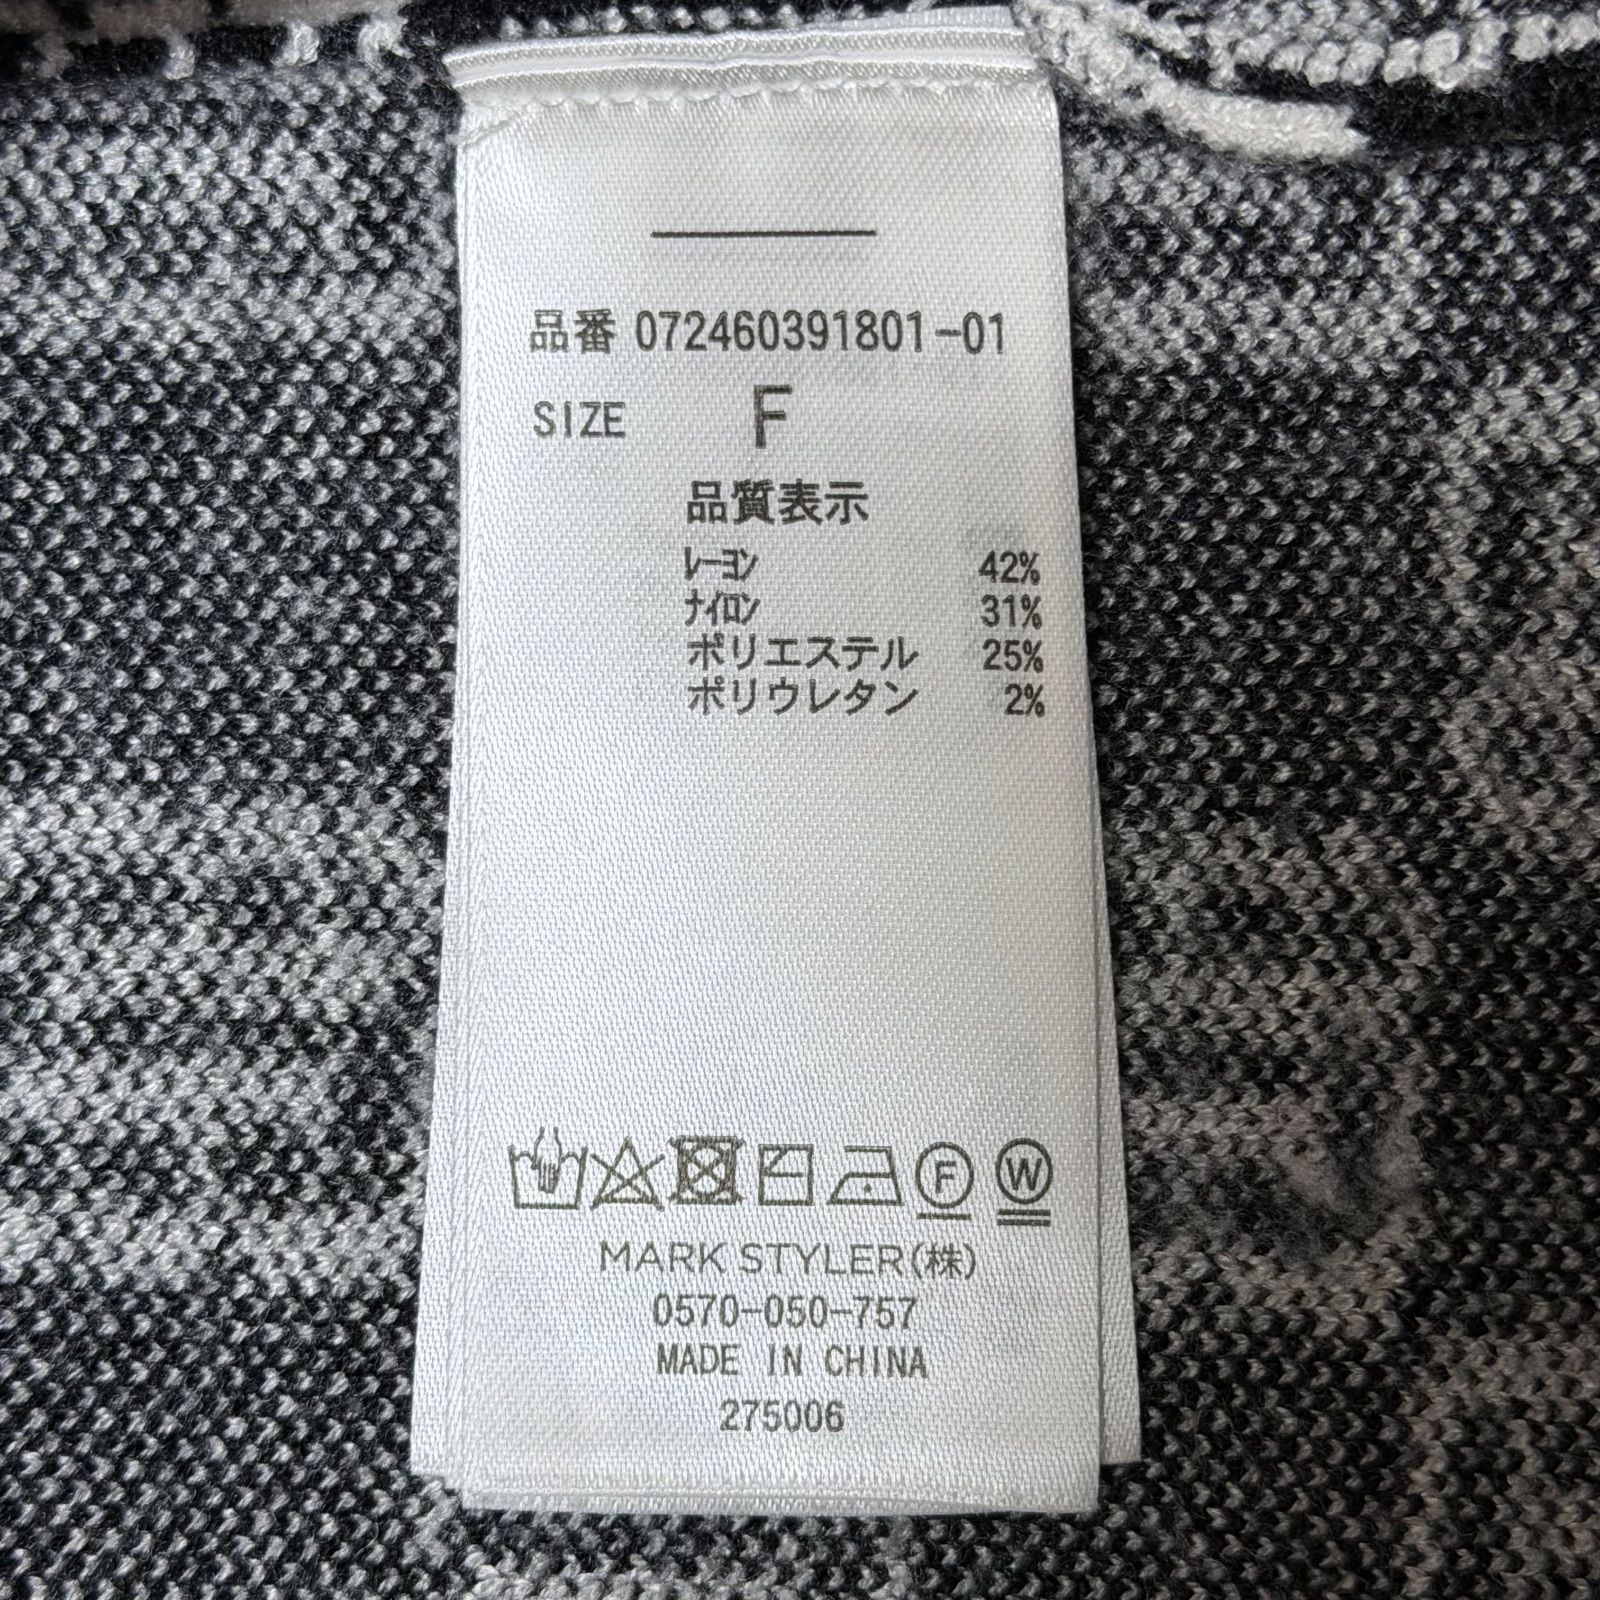 品番 072460391801-01
SIZE F
品質表示
ﾚｰﾖﾝ 42%
ﾅｲﾛﾝ 31%
ポリエステル 25%
ポリウレタン 2%
F W
MARK STYLER(株)
0570-050-757
MADE IN CHINA
275006